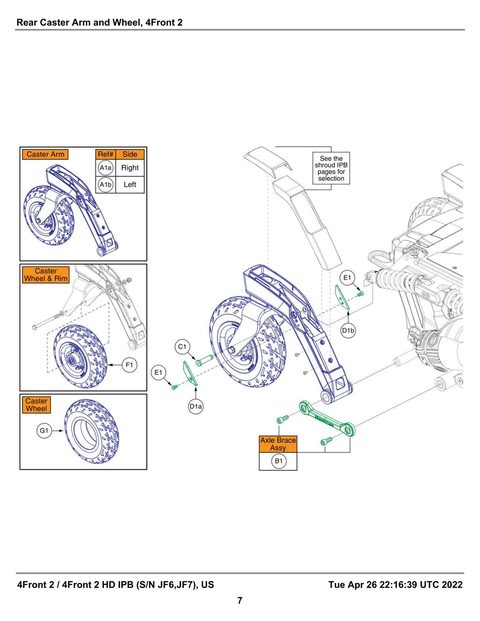 Rear Caster Arm and Wheel, 4Front 2
Caster Arm
Ref# Side
A1a Right
A1b Left
See the
shroud IPB
pages for
selection
Caster
Wheel & Rim
E1
D1b
C1
F1
E1
D1a
Caster
Wheel
G1
Axle Brace
Assy
B1
4Front 2 / 4Front 2 HD IPB (S/N JF6,JF7), US
Tue Apr 26 22:16:39 UTC 2022
7